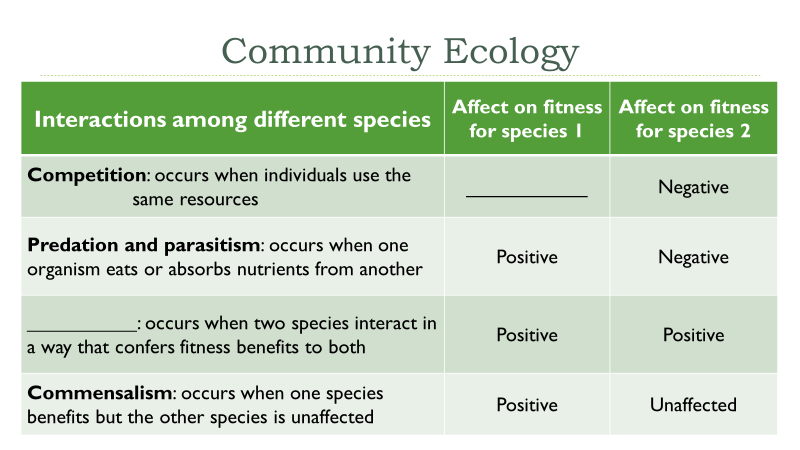 Community Ecology
Interactions among different species
Affect on fitness
for species 1
Affect on fitness
for species 2
Competition: occurs when individuals use the
same resources
____________
Negative
Predation and parasitism: occurs when one
organism eats or absorbs nutrients from another
Positive
Negative
___________: occurs when two species interact in
a way that confers fitness benefits to both
Positive
Positive
Commensalism: occurs when one species
benefits but the other species is unaffected
Positive
Unaffected